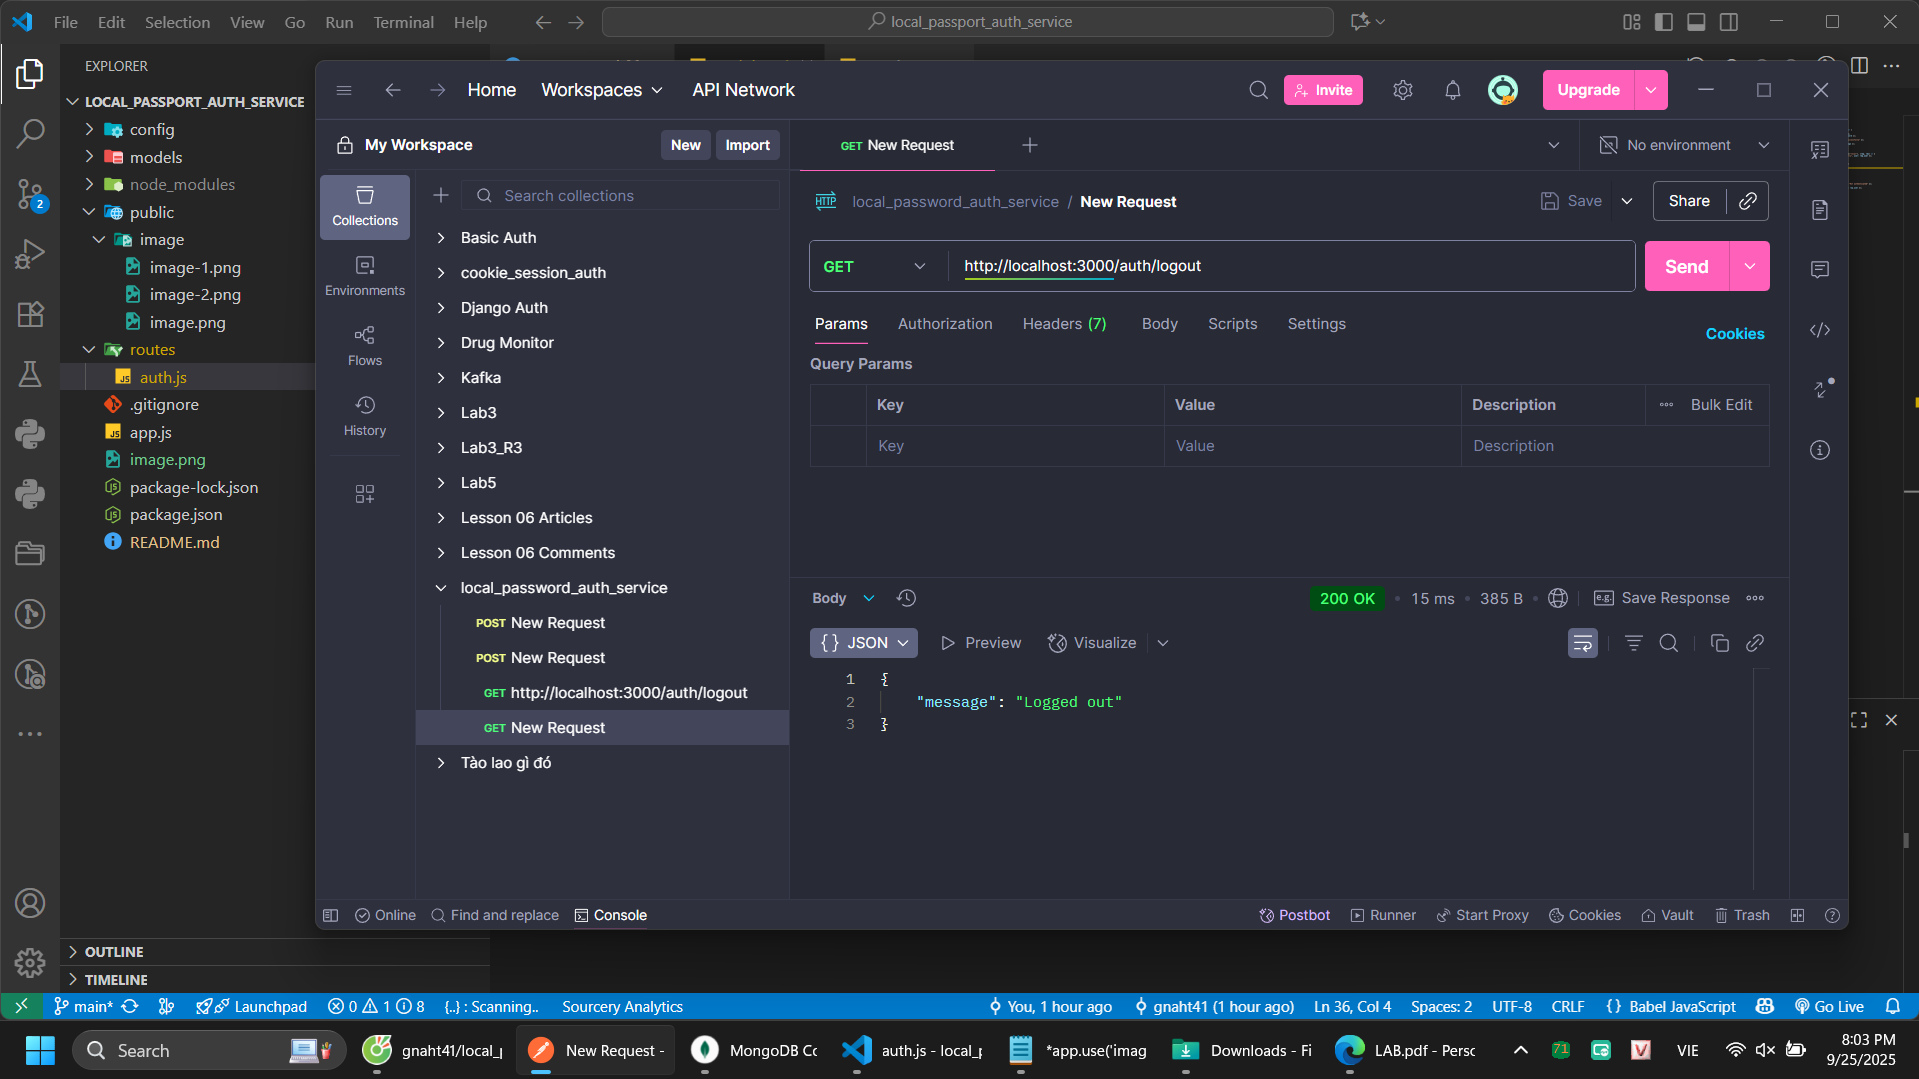 File Edit Selection View Go Run Terminal Help
local_passport_auth_service
EXPLORER
LOCAL_PASSPORT_AUTH_SERVICE
config
models
node_modules
public
image
image-1.png
image-2.png
image.png
routes
auth.js
.gitignore
app.js
image.png
package-lock.json
package.json
README.md
OUTLINE
TIMELINE
2
Home Workspaces API Network
Invite
Upgrade
My Workspace New Import
Collections
Environments
Flows
History
Search collections
Basic Auth
cookie_session_auth
Django Auth
Drug Monitor
Kafka
Lab3
Lab3_R3
Lab5
Lesson 06 Articles
Lesson 06 Comments
local_password_auth_service
POST New Request
POST New Request
GET http://localhost:3000/auth/logout
GET New Request
Tào lao gì đó
GET New Request
No environment
HTTP local_password_auth_service / New Request
Save Share
GET http://localhost:3000/auth/logout
Send
Params Authorization Headers (7) Body Scripts Settings
Cookies
Query Params
Key Value Description Bulk Edit
Key Value Description
Body 200 OK 15 ms 385 B e.g. Save Response
{} JSON Preview Visualize
1 {
2 "message": "Logged out"
3 }
Online Find and replace Console
Postbot Runner Start Proxy Cookies Vault Trash
main* Launchpad 0 1 8 {..} : Scanning.. Sourcery Analytics
You, 1 hour ago gnaht41 (1 hour ago) Ln 36, Col 4 Spaces: 2 UTF-8 CRLF {} Babel JavaScript Go Live
Search
gnaht41/local_p
New Request -
MongoDB Co
auth.js - local_p
*app.use('imag
Downloads - Fi
LAB.pdf - Persc
71
VIE
8:03 PM
9/25/2025